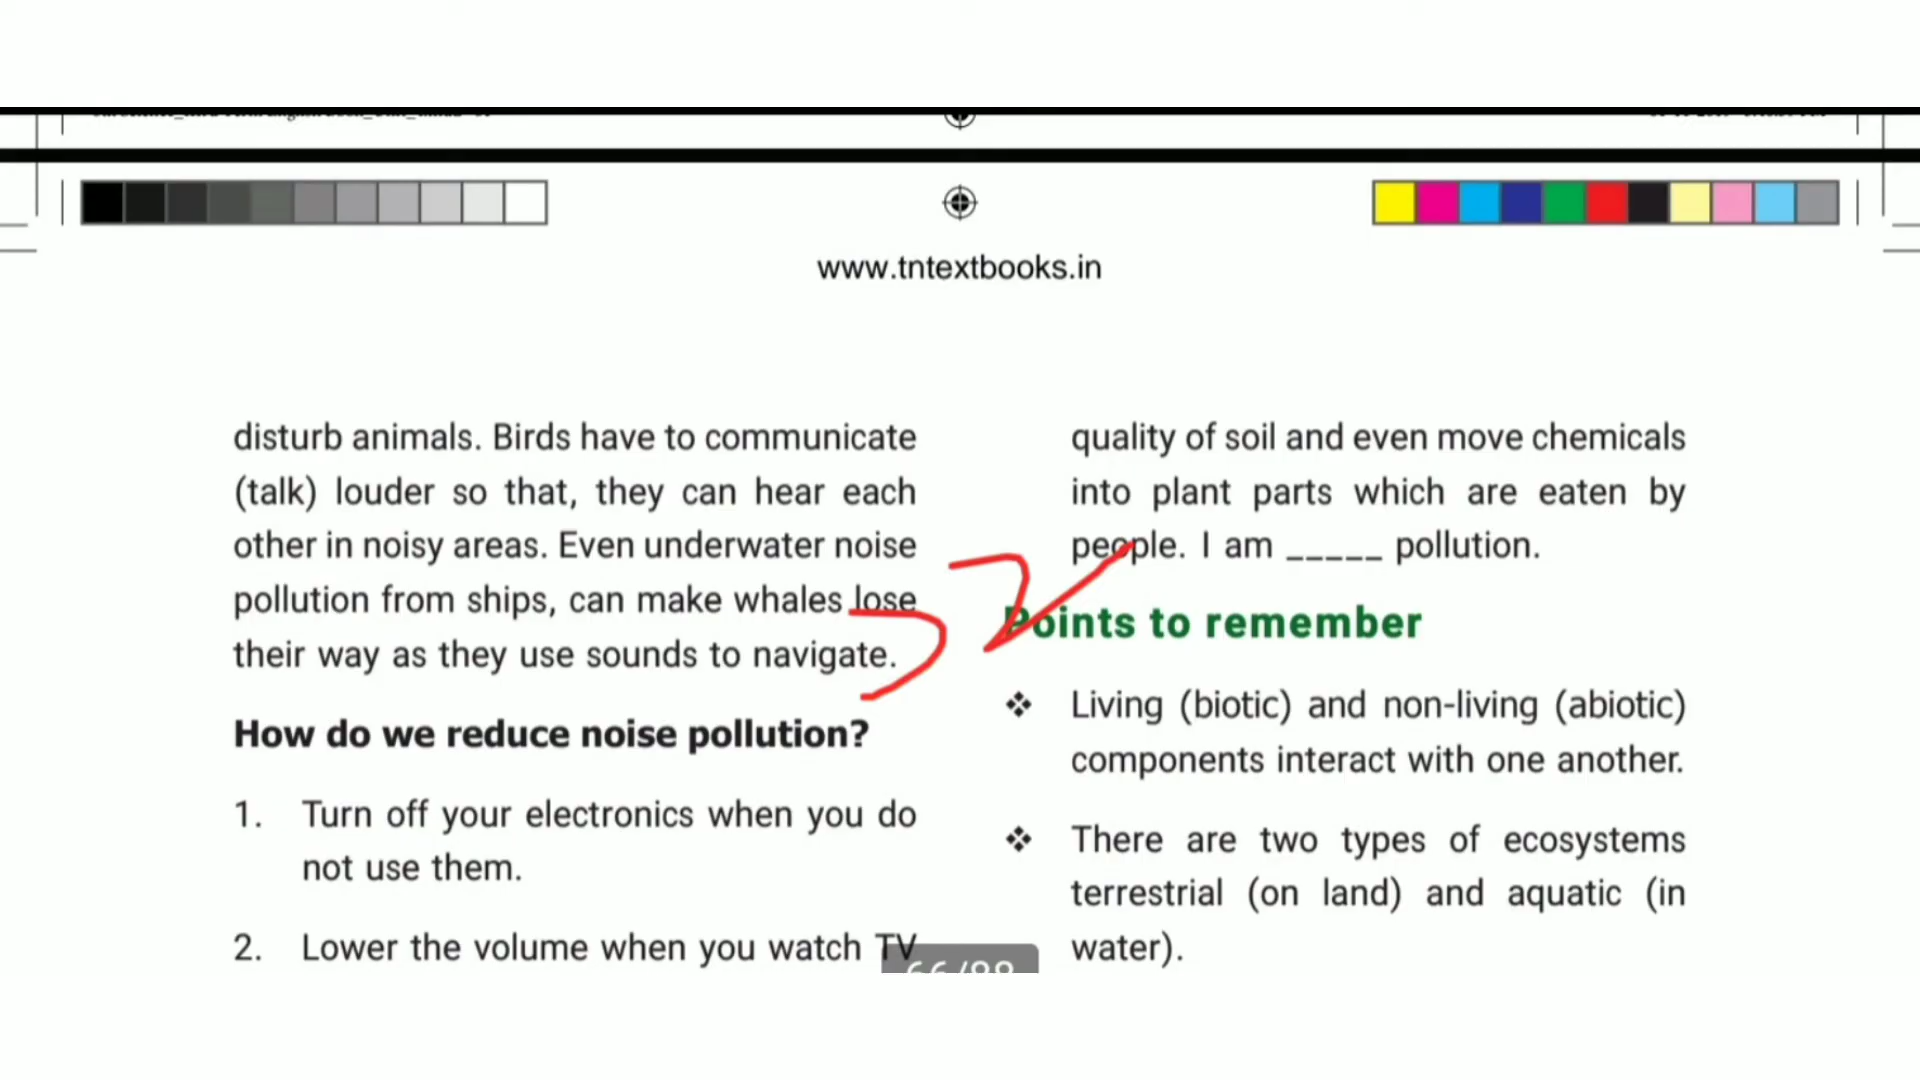 www.tntextbooks.in
disturb animals. Birds have to communicate
(talk) louder so that, they can hear each
other in noisy areas. Even underwater noise
pollution from ships, can make whales lose
their way as they use sounds to navigate.
How do we reduce noise pollution?
1. Turn off your electronics when you do
not use them.
2. Lower the volume when you watch TV
quality of soil and even move chemicals
into plant parts which are eaten by
people. I am _____ pollution.
Points to remember
❖ Living (biotic) and non-living (abiotic)
components interact with one another.
❖ There are two types of ecosystems
terrestrial (on land) and aquatic (in
water).